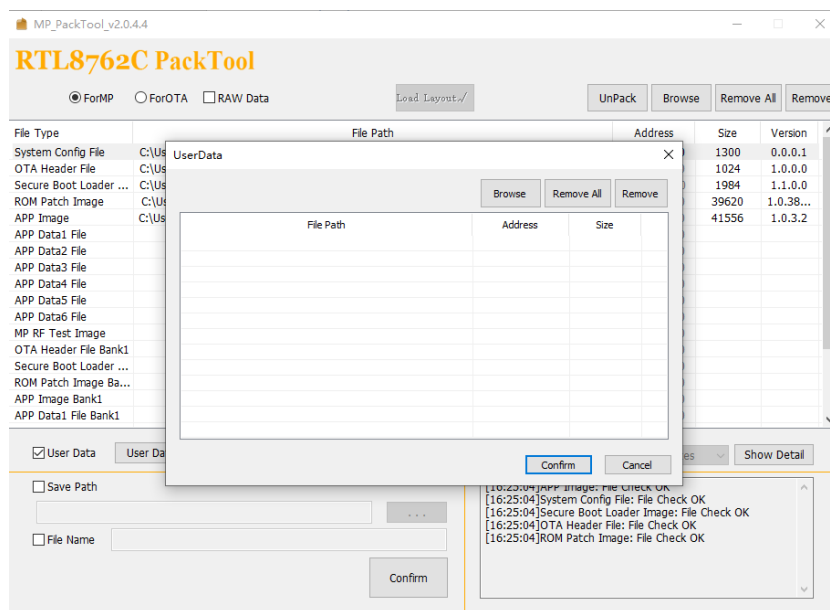 MP_PackTool_v2.0.4.4
RTL8762C PackTool
ForMP ForOTA RAW Data Load Layout√ UnPack Browse Remove All Remove
File Type File Path Address Size Version
System Config File C:\Us 1300 0.0.0.1
OTA Header File C:\Us 1024 1.0.0.0
Secure Boot Loader ... C:\Us 1984 1.1.0.0
ROM Patch Image C:\Us 39620 1.0.38...
APP Image C:\Us 41556 1.0.3.2
APP Data1 File
APP Data2 File
APP Data3 File
APP Data4 File
APP Data5 File
APP Data6 File
MP RF Test Image
OTA Header File Bank1
Secure Boot Loader ...
ROM Patch Image Ba...
APP Image Bank1
APP Data1 File Bank1
UserData
Browse Remove All Remove
File Path Address Size
Confirm Cancel
User Data User Da es Show Detail
Save Path
...
File Name
Confirm
[16:25:04]APP Image: File Check OK
[16:25:04]System Config File: File Check OK
[16:25:04]Secure Boot Loader Image: File Check OK
[16:25:04]OTA Header File: File Check OK
[16:25:04]ROM Patch Image: File Check OK